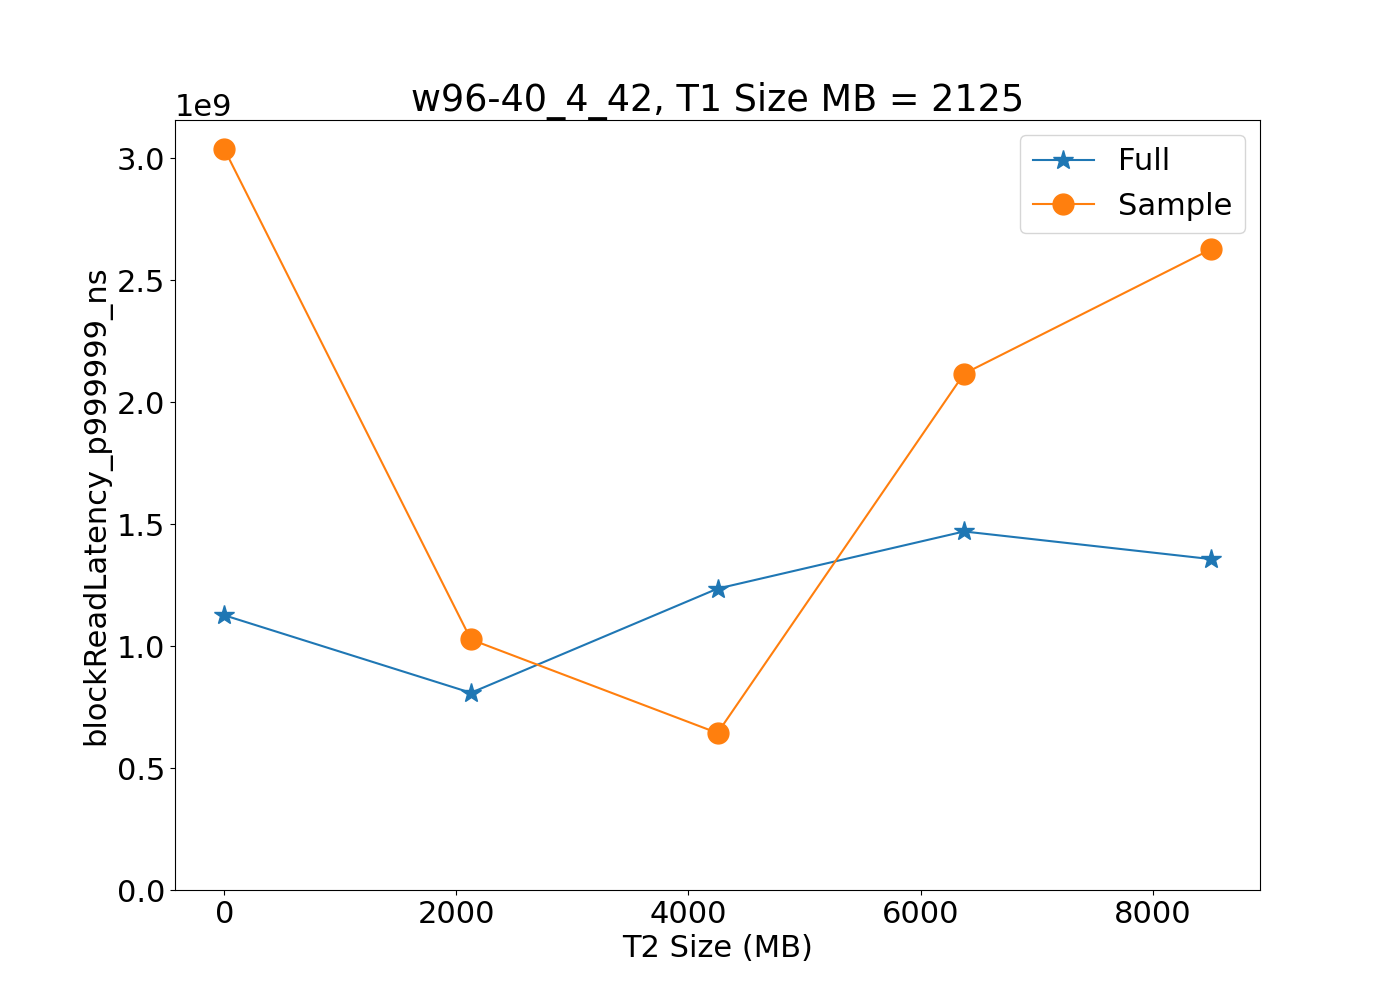 w96-40_4_42, T1 Size MB = 2125
1e9
3.0
2.5
2.0
1.5
1.0
0.5
0.0
blockReadLatency_p999999_ns
Full
Sample
0 2000 4000 6000 8000
T2 Size (MB)